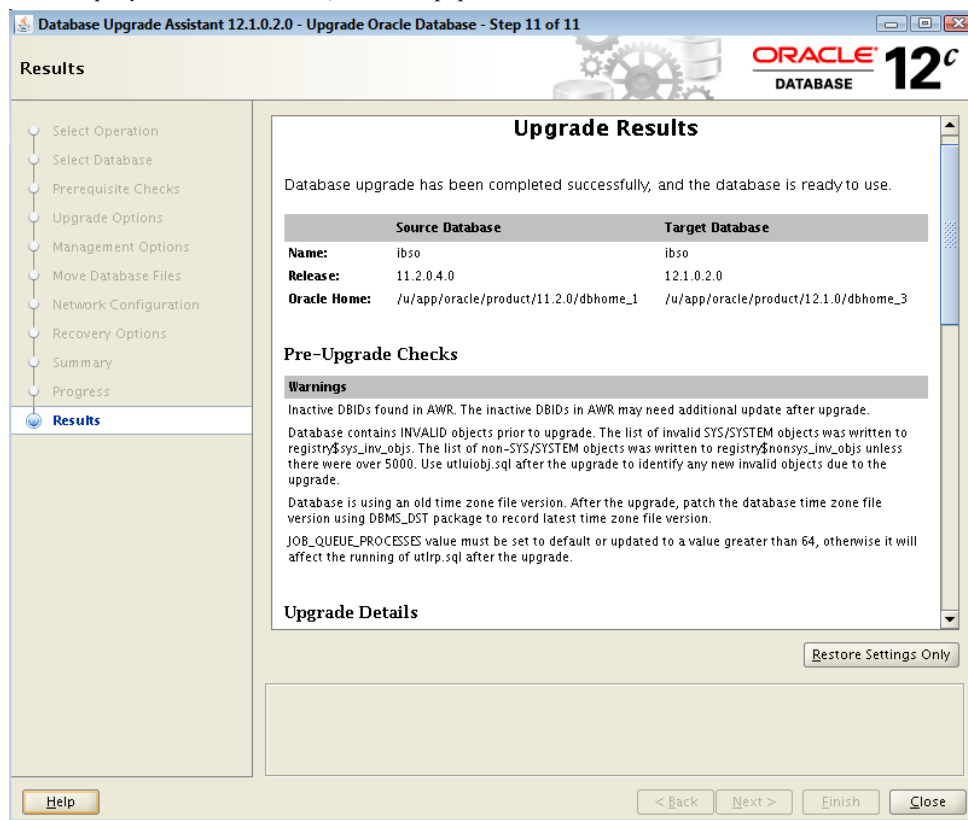 Database Upgrade Assistant 12.1.0.2.0 - Upgrade Oracle Database - Step 11 of 11
Results
ORACLE
DATABASE
12c
Select Operation
Select Database
Prerequisite Checks
Upgrade Options
Management Options
Move Database Files
Network Configuration
Recovery Options
Summary
Progress
Results
Upgrade Results
Database upgrade has been completed successfully, and the database is ready to use.
Source Database Target Database
Name: ibso ibso
Release: 11.2.0.4.0 12.1.0.2.0
Oracle Home: /u/app/oracle/product/11.2.0/dbhome_1 /u/app/oracle/product/12.1.0/dbhome_3
Pre-Upgrade Checks
Warnings
Inactive DBIDs found in AWR. The inactive DBIDs in AWR may need additional update after upgrade.
Database contains INVALID objects prior to upgrade. The list of invalid SYS/SYSTEM objects was written to
registry$sys_inv_objs. The list of non-SYS/SYSTEM objects was written to registry$nonsys_inv_objs unless
there were over 5000. Use utluiobj.sql after the upgrade to identify any new invalid objects due to the
upgrade.
Database is using an old time zone file version. After the upgrade, patch the database time zone file
version using DBMS_DST package to record latest time zone file version.
JOB_QUEUE_PROCESSES value must be set to default or updated to a value greater than 64, otherwise it will
affect the running of utlrp.sql after the upgrade.
Upgrade Details
Restore Settings Only
Help
< Back
Next >
Finish
Close